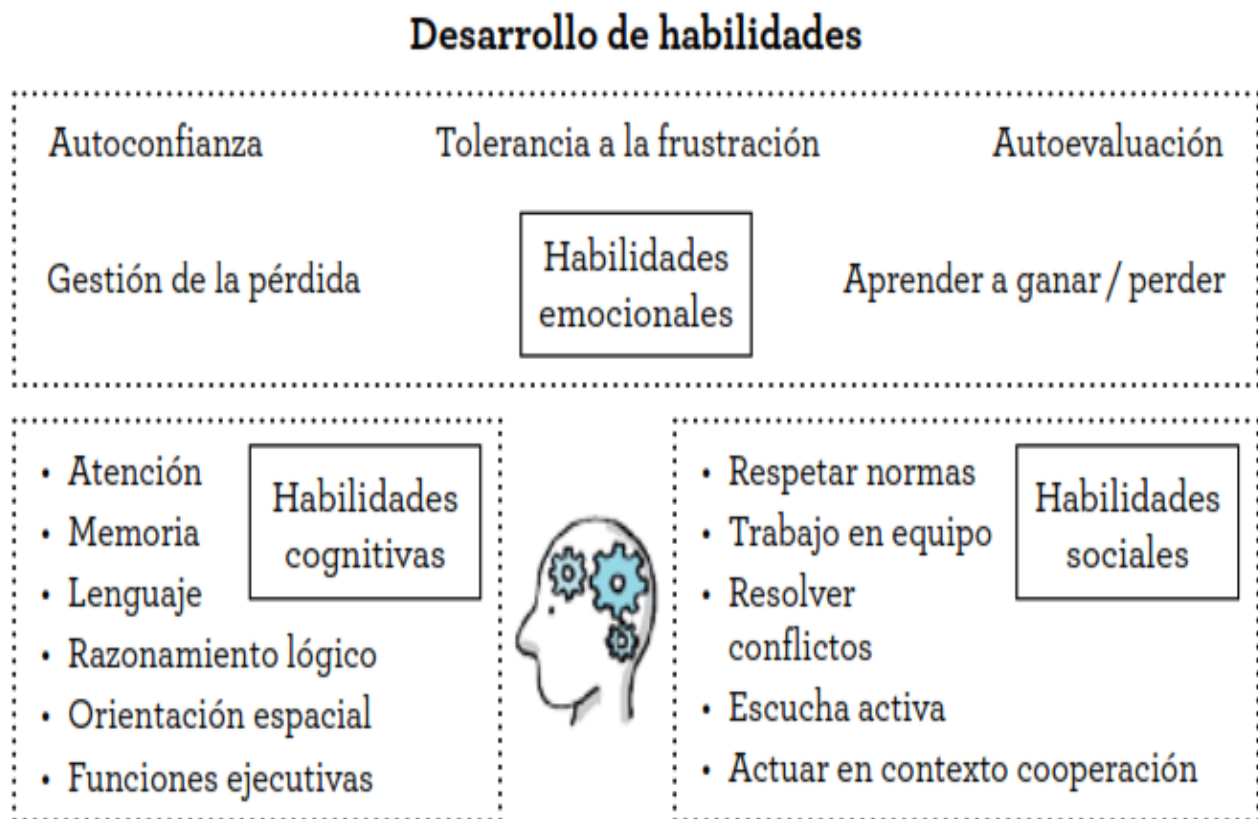 Desarrollo de habilidades
Autoconfianza
Tolerancia a la frustración
Autoevaluación
Gestión de la pérdida
Habilidades
emocionales
Aprender a ganar / perder
• Atención
• Memoria
• Lenguaje
• Razonamiento lógico
• Orientación espacial
• Funciones ejecutivas
Habilidades
cognitivas
• Respetar normas
• Trabajo en equipo
• Resolver
conflictos
• Escucha activa
• Actuar en contexto cooperación
Habilidades
sociales